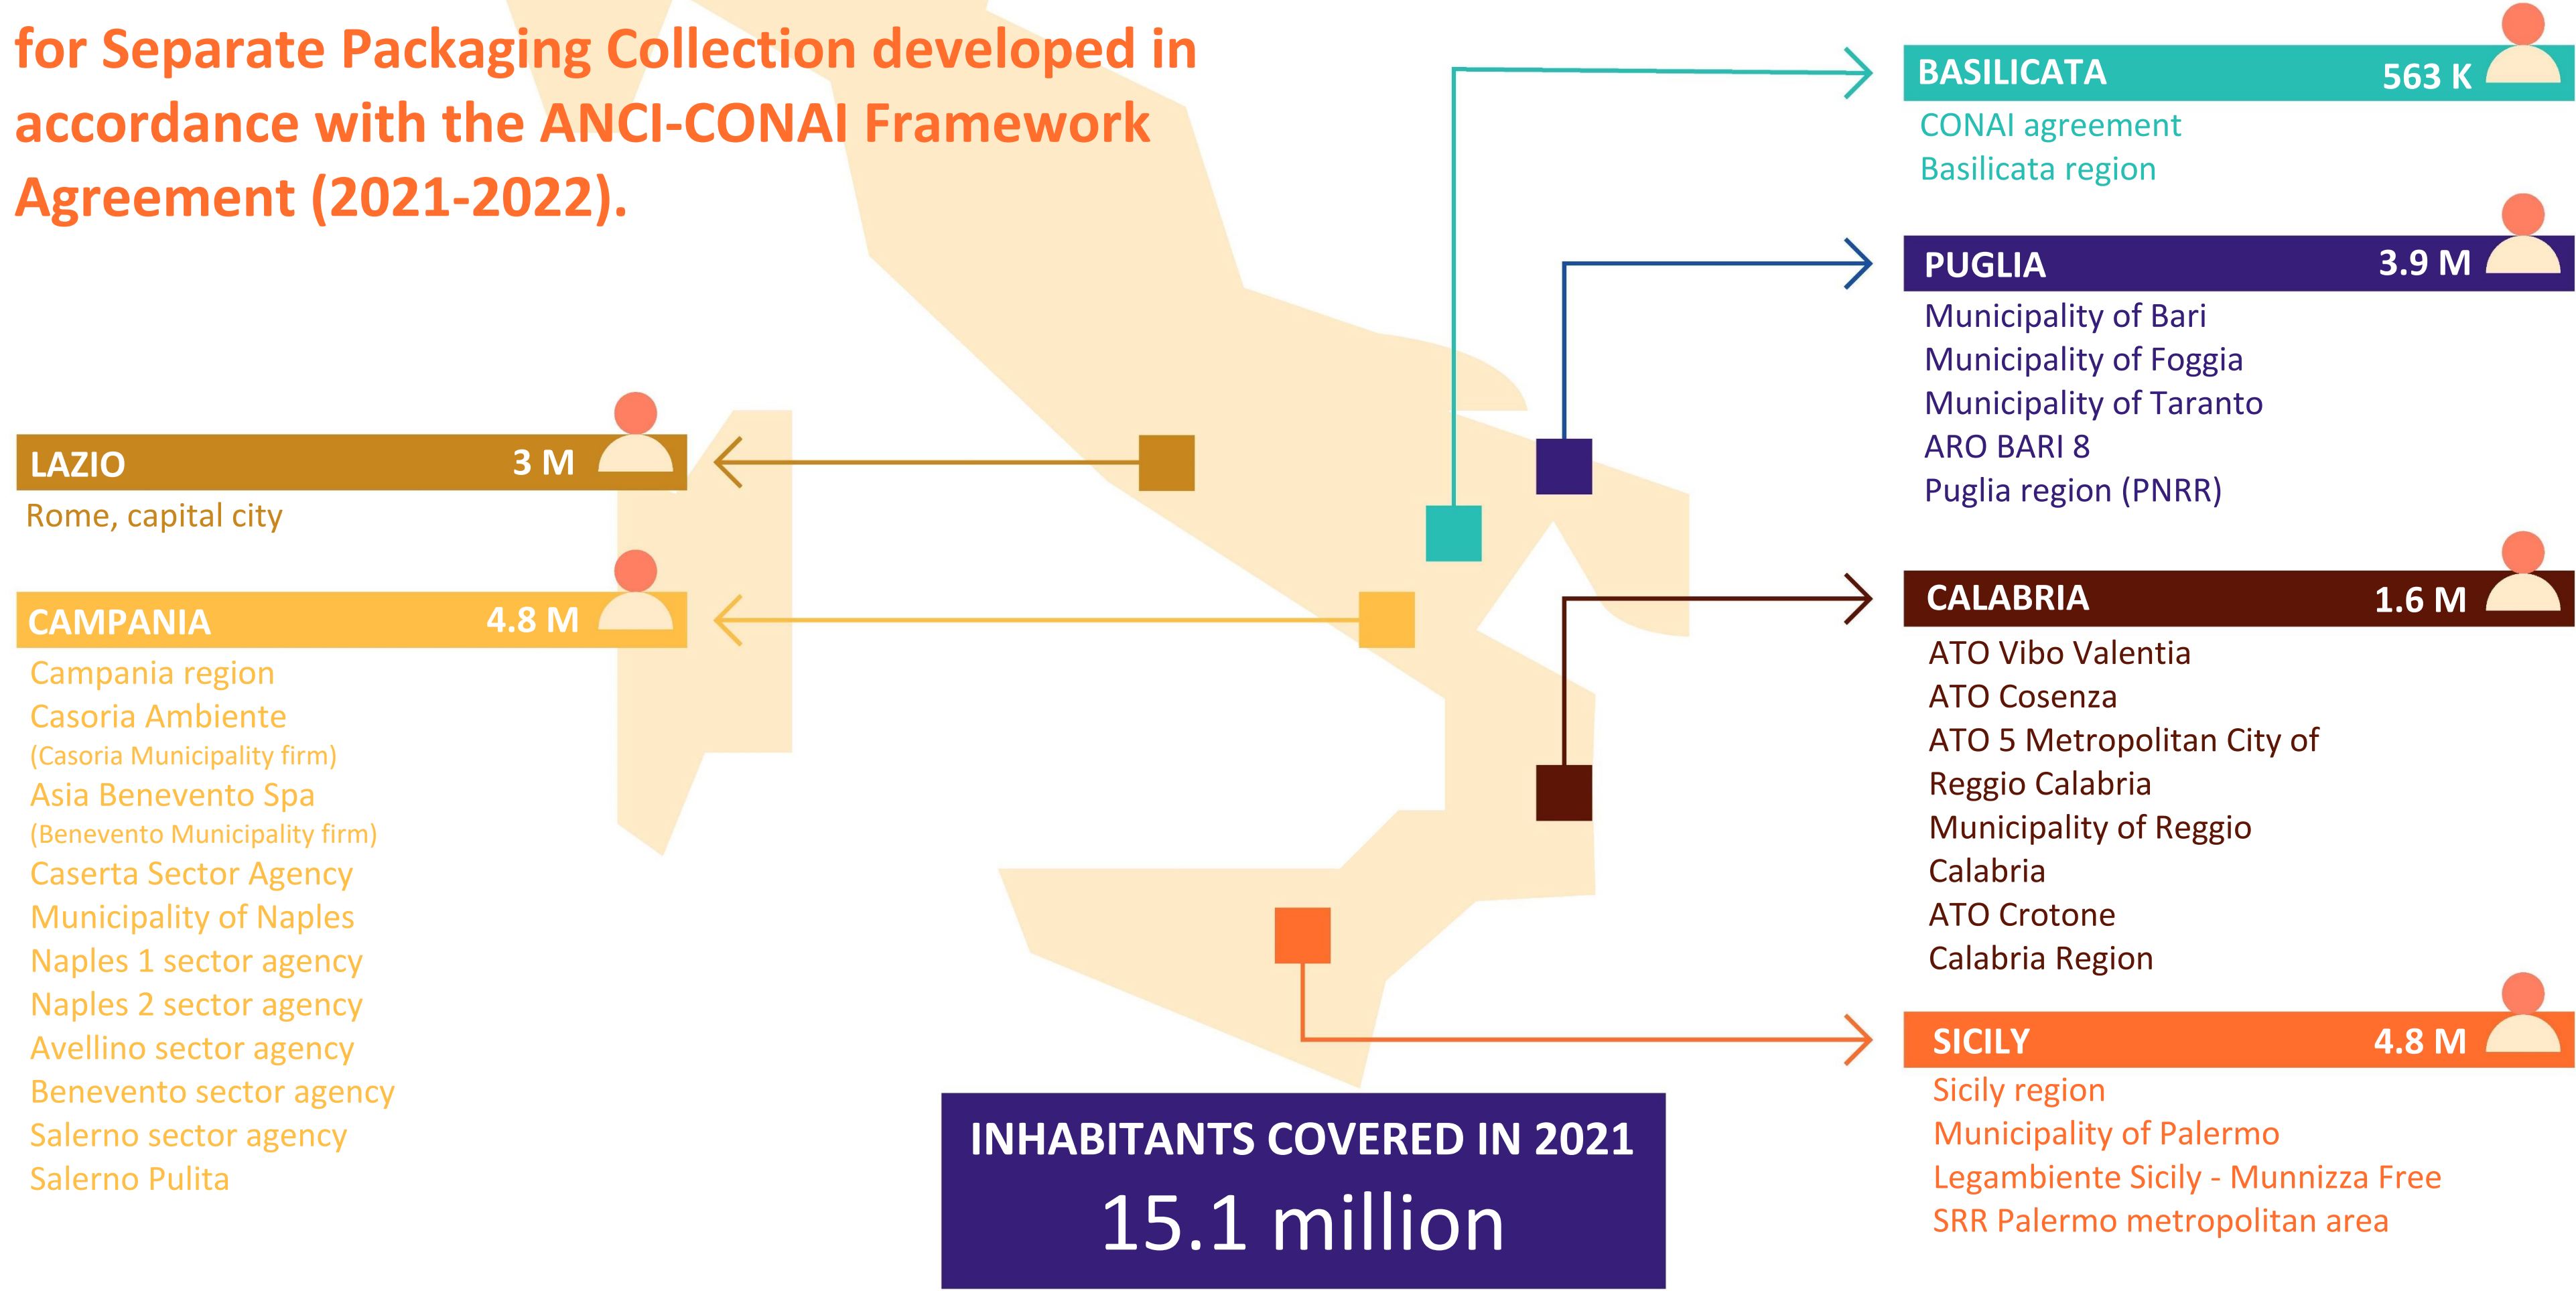 for Separate Packaging Collection developed in
accordance with the ANCI-CONAI Framework
Agreement (2021-2022).
LAZIO 3 M
Rome, capital city
CAMPANIA 4.8 M
Campania region
Casoria Ambiente
(Casoria Municipality firm)
Asia Benevento Spa
(Benevento Municipality firm)
Caserta Sector Agency
Municipality of Naples
Naples 1 sector agency
Naples 2 sector agency
Avellino sector agency
Benevento sector agency
Salerno sector agency
Salerno Pulita
BASILICATA 563 K
CONAI agreement
Basilicata region
PUGLIA 3.9 M
Municipality of Bari
Municipality of Foggia
Municipality of Taranto
ARO BARI 8
Puglia region (PNRR)
CALABRIA 1.6 M
ATO Vibo Valentia
ATO Cosenza
ATO 5 Metropolitan City of
Reggio Calabria
Municipality of Reggio
Calabria
ATO Crotone
Calabria Region
SICILY 4.8 M
Sicily region
Municipality of Palermo
Legambiente Sicily - Munnizza Free
SRR Palermo metropolitan area
INHABITANTS COVERED IN 2021
15.1 million